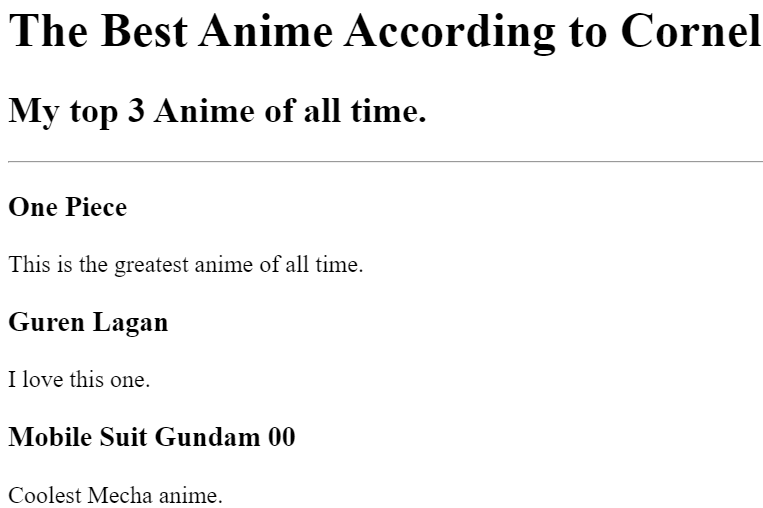 The Best Anime According to Cornel
My top 3 Anime of all time.
One Piece
This is the greatest anime of all time.
Guren Lagan
I love this one.
Mobile Suit Gundam 00
Coolest Mecha anime.